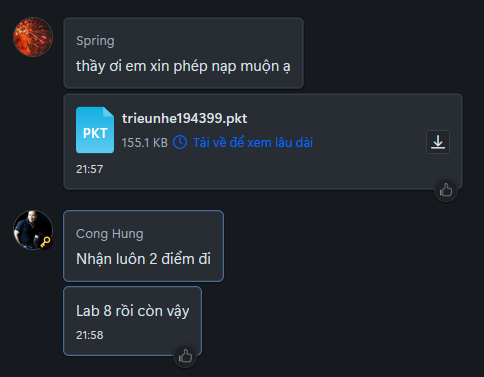 Spring
thầy ơi em xin phép nạp muộn ạ
PKT
trieunhe194399.pkt
155.1 KB Tải về để xem lâu dài
21:57
Cong Hung
Nhận luôn 2 điểm đi
Lab 8 rồi còn vậy
21:58